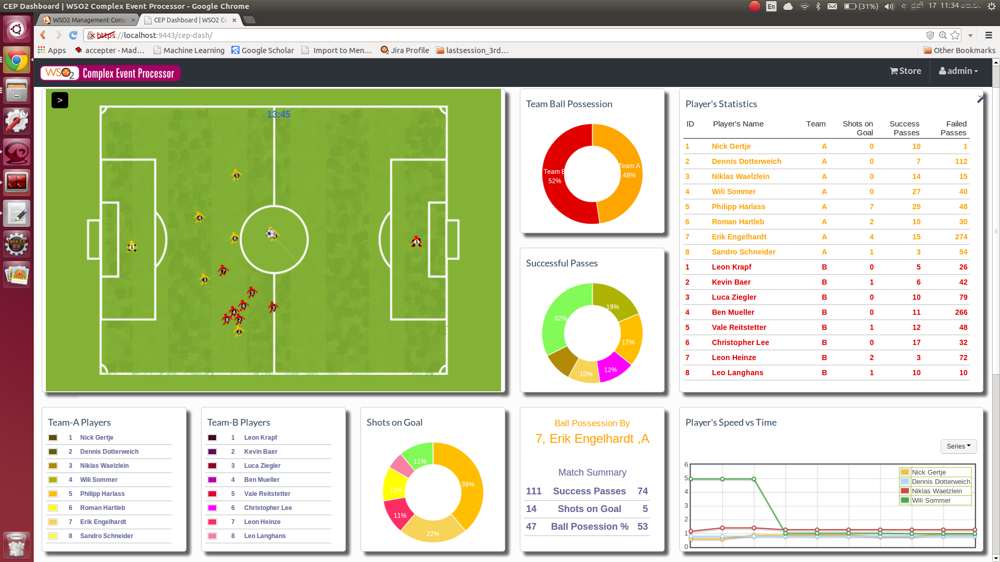 CEP Dashboard | WSO2 Complex Event Processor - Google Chrome
En (31%) අ ජූනි 17 11:34 පෙ.ව.
WSO2 Management Cons × CEP Dashboard | WSO2 Co ×
https://localhost:9443/cep-dash/
Apps accepter - Mad... Machine Learning Google Scholar Import to Men... Jira Profile lastsession_3rd... Other Bookmarks
WSO2 Complex Event Processor
Store admin
>
13:45
5
4
6
8
1
1
7
3
5
6
3
4
8
2
2
Team Ball Possession
Team B
52%
Team A
48%
Successful Passes
19%
32%
17%
12%
10%
Player's Statistics
ID Player's Name Team Shots on Goal Success Passes Failed Passes
1 Nick Gertje A 0 10 1
2 Dennis Dotterweich A 0 7 112
3 Niklas Waelzlein A 0 14 15
4 Wili Sommer A 0 27 40
5 Philipp Harlass A 7 25 48
6 Roman Hartleb A 2 10 30
7 Erik Engelhardt A 4 15 274
8 Sandro Schneider A 1 3 54
1 Leon Krapf B 0 5 26
2 Kevin Baer B 1 6 42
3 Luca Ziegler B 0 10 79
4 Ben Mueller B 0 11 266
5 Vale Reitstetter B 1 12 48
6 Christopher Lee B 0 17 32
7 Leon Heinze B 2 3 72
8 Leo Langhans B 1 10 10
Team-A Players
1 Nick Gertje
2 Dennis Dotterweich
3 Niklas Waelzlein
4 Wili Sommer
5 Philipp Harlass
6 Roman Hartleb
7 Erik Engelhardt
8 Sandro Schneider
Team-B Players
1 Leon Krapf
2 Kevin Baer
3 Luca Ziegler
4 Ben Mueller
5 Vale Reitstetter
6 Christopher Lee
7 Leon Heinze
8 Leo Langhans
Shots on Goal
11%
39%
11%
11%
22%
Ball Possession By
7, Erik Engelhardt ,A
Match Summary
111 Success Passes 74
14 Shots on Goal 5
47 Ball Posession % 53
Player's Speed vs Time
Series
6
5
4
3
2
1
0
Nick Gertje
Dennis Dotterweich
Niklas Waelzlein
Wili Sommer
Java EE
IDE